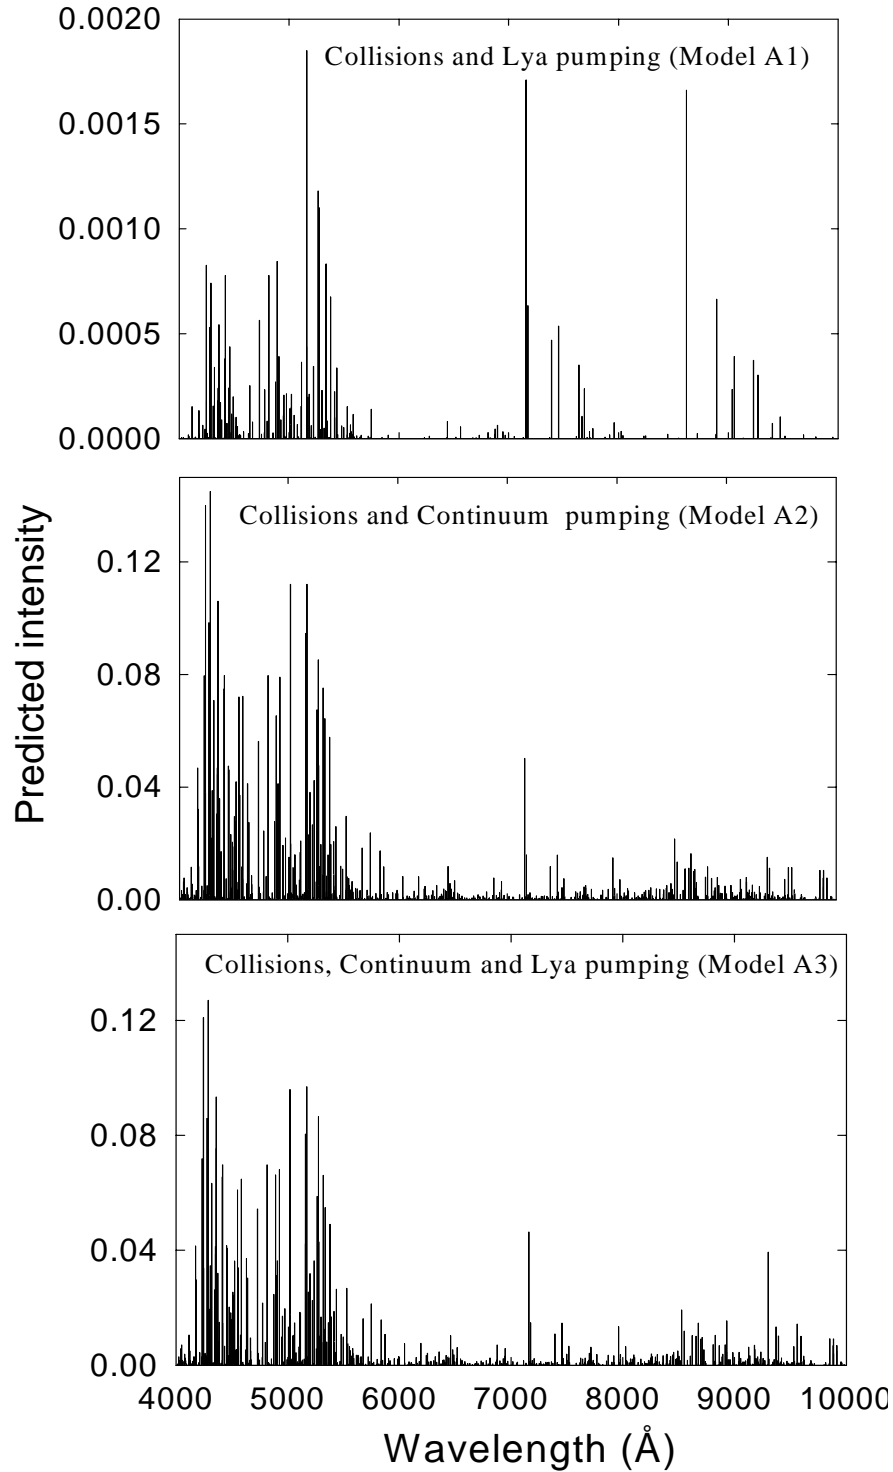 0.0020
Collisions and Lya pumping (Model A1)
0.0015
0.0010
0.0005
0.0000
Collisions and Continuum pumping (Model A2)
0.12
0.08
0.04
0.00
Predicted intensity
Collisions, Continuum and Lya pumping (Model A3)
0.12
0.08
0.04
0.00
4000 5000 6000 7000 8000 9000 10000
Wavelength (Å)